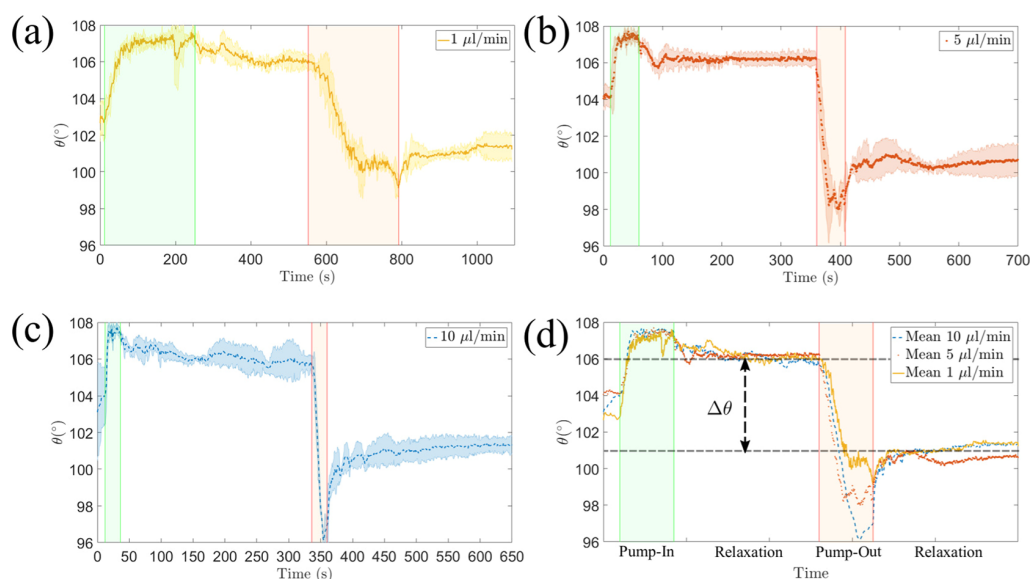 (a)
108
106
104
102
100
98
96
θ(°)
0 200 400 600 800 1000
Time (s)
1 μl/min
(b)
108
106
104
102
100
98
96
θ(°)
0 100 200 300 400 500 600 700
Time (s)
5 μl/min
(c)
108
106
104
102
100
98
96
θ(°)
0 50 100 150 200 250 300 350 400 450 500 550 600 650
Time (s)
10 μl/min
(d)
108
106
104
102
100
98
96
θ(°)
Mean 10 μl/min
Mean 5 μl/min
Mean 1 μl/min
Δθ
Pump-In Relaxation Pump-Out Relaxation
Time